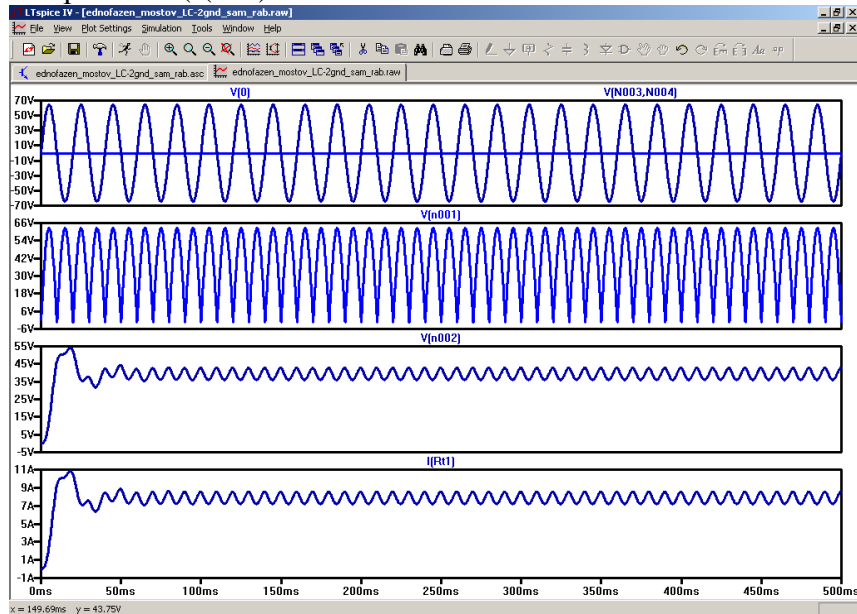 LTspice IV - [ednofazen_mostov_LC-2gnd_sam_rab.raw]
File View Plot Settings Simulation Tools Window Help
ednofazen_mostov_LC-2gnd_sam_rab.asc ednofazen_mostov_LC-2gnd_sam_rab.raw
V(0) V(N003,N004)
70V
50V
30V
10V
-10V
-30V
-50V
-70V
V(n001)
66V
54V
42V
30V
18V
6V
-6V
V(n002)
55V
45V
35V
25V
15V
5V
-5V
I(Rt1)
11A
9A
7A
5A
3A
1A
-1A
0ms 50ms 100ms 150ms 200ms 250ms 300ms 350ms 400ms 450ms 500ms
x = 149.69ms y = 43.75V